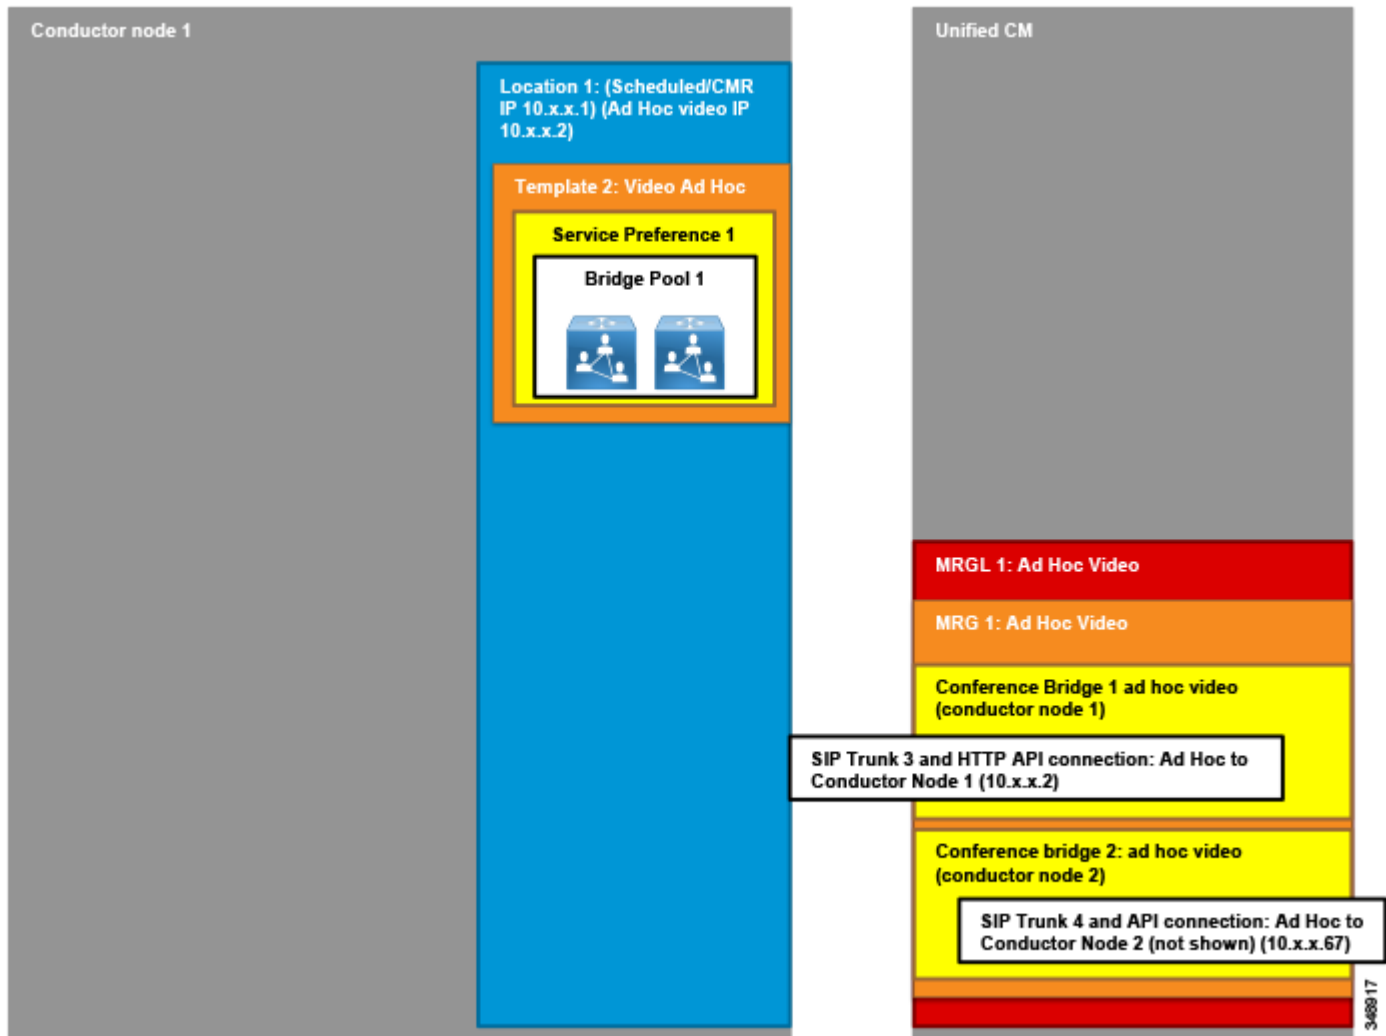 Conductor node 1
Location 1: (Scheduled/CMR
IP 10.x.x.1) (Ad Hoc video IP
10.x.x.2)
Template 2: Video Ad Hoc
Service Preference 1
Bridge Pool 1
Unified CM
MRGL 1: Ad Hoc Video
MRG 1: Ad Hoc Video
Conference Bridge 1 ad hoc video
(conductor node 1)
SIP Trunk 3 and HTTP API connection: Ad Hoc to
Conductor Node 1 (10.x.x.2)
Conference bridge 2: ad hoc video
(conductor node 2)
SIP Trunk 4 and API connection: Ad Hoc to
Conductor Node 2 (not shown) (10.x.x.67)
348917